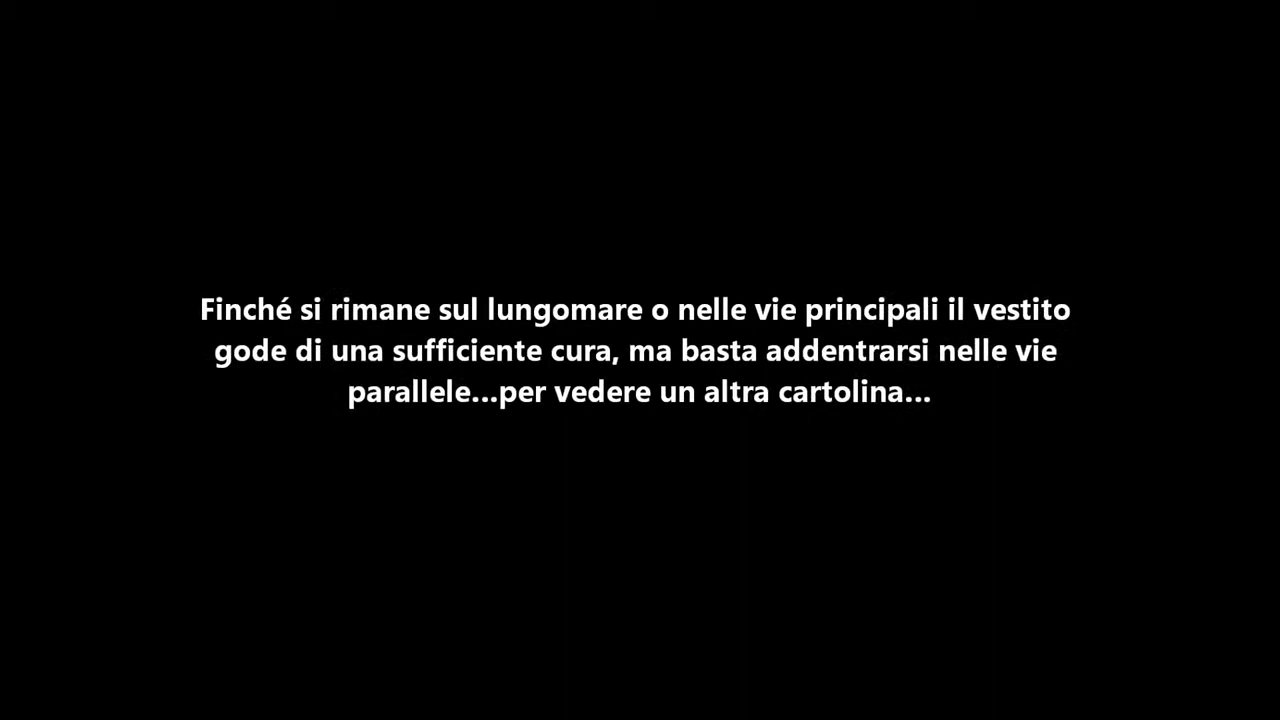 Finché si rimane sul lungomare o nelle vie principali il vestito
gode di una sufficiente cura, ma basta addentrarsi nelle vie
parallele...per vedere un altra cartolina...